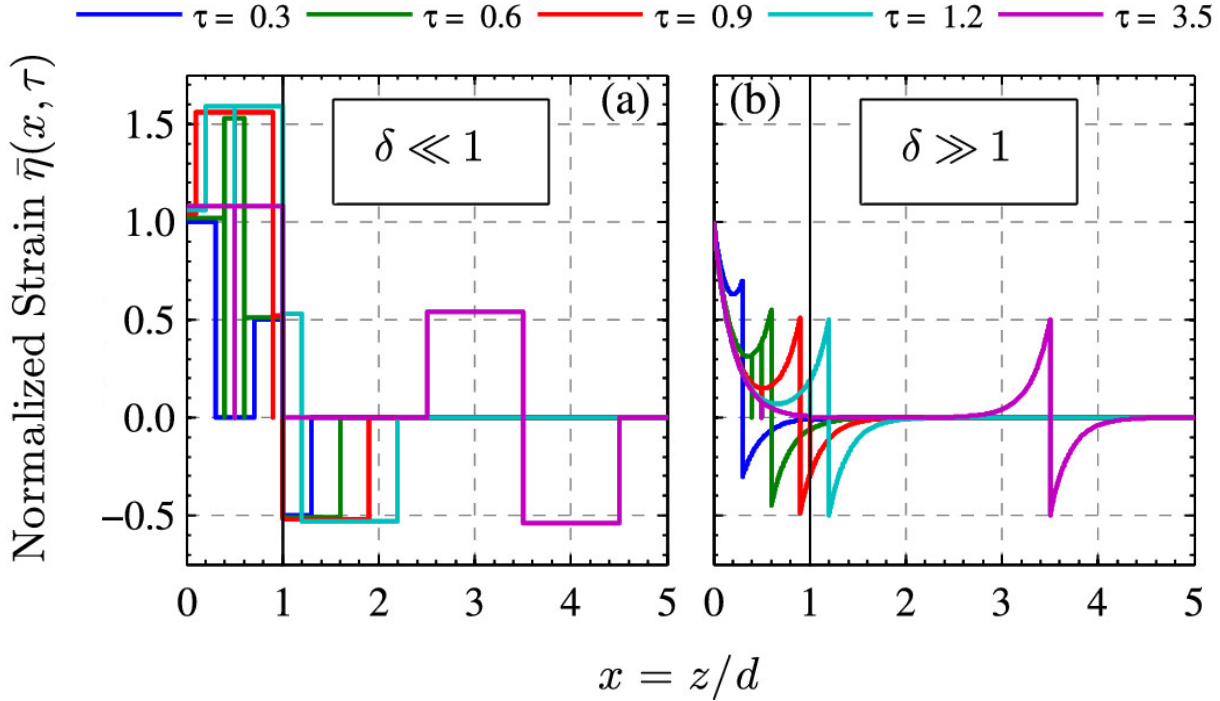 τ = 0.3 τ = 0.6 τ = 0.9 τ = 1.2 τ = 3.5
Normalized Strain η̄(x, τ)
(a)
δ ≪ 1
1.5
1.0
0.5
0.0
−0.5
0 1 2 3 4 5
(b)
δ ≫ 1
0 1 2 3 4 5
x = z/d